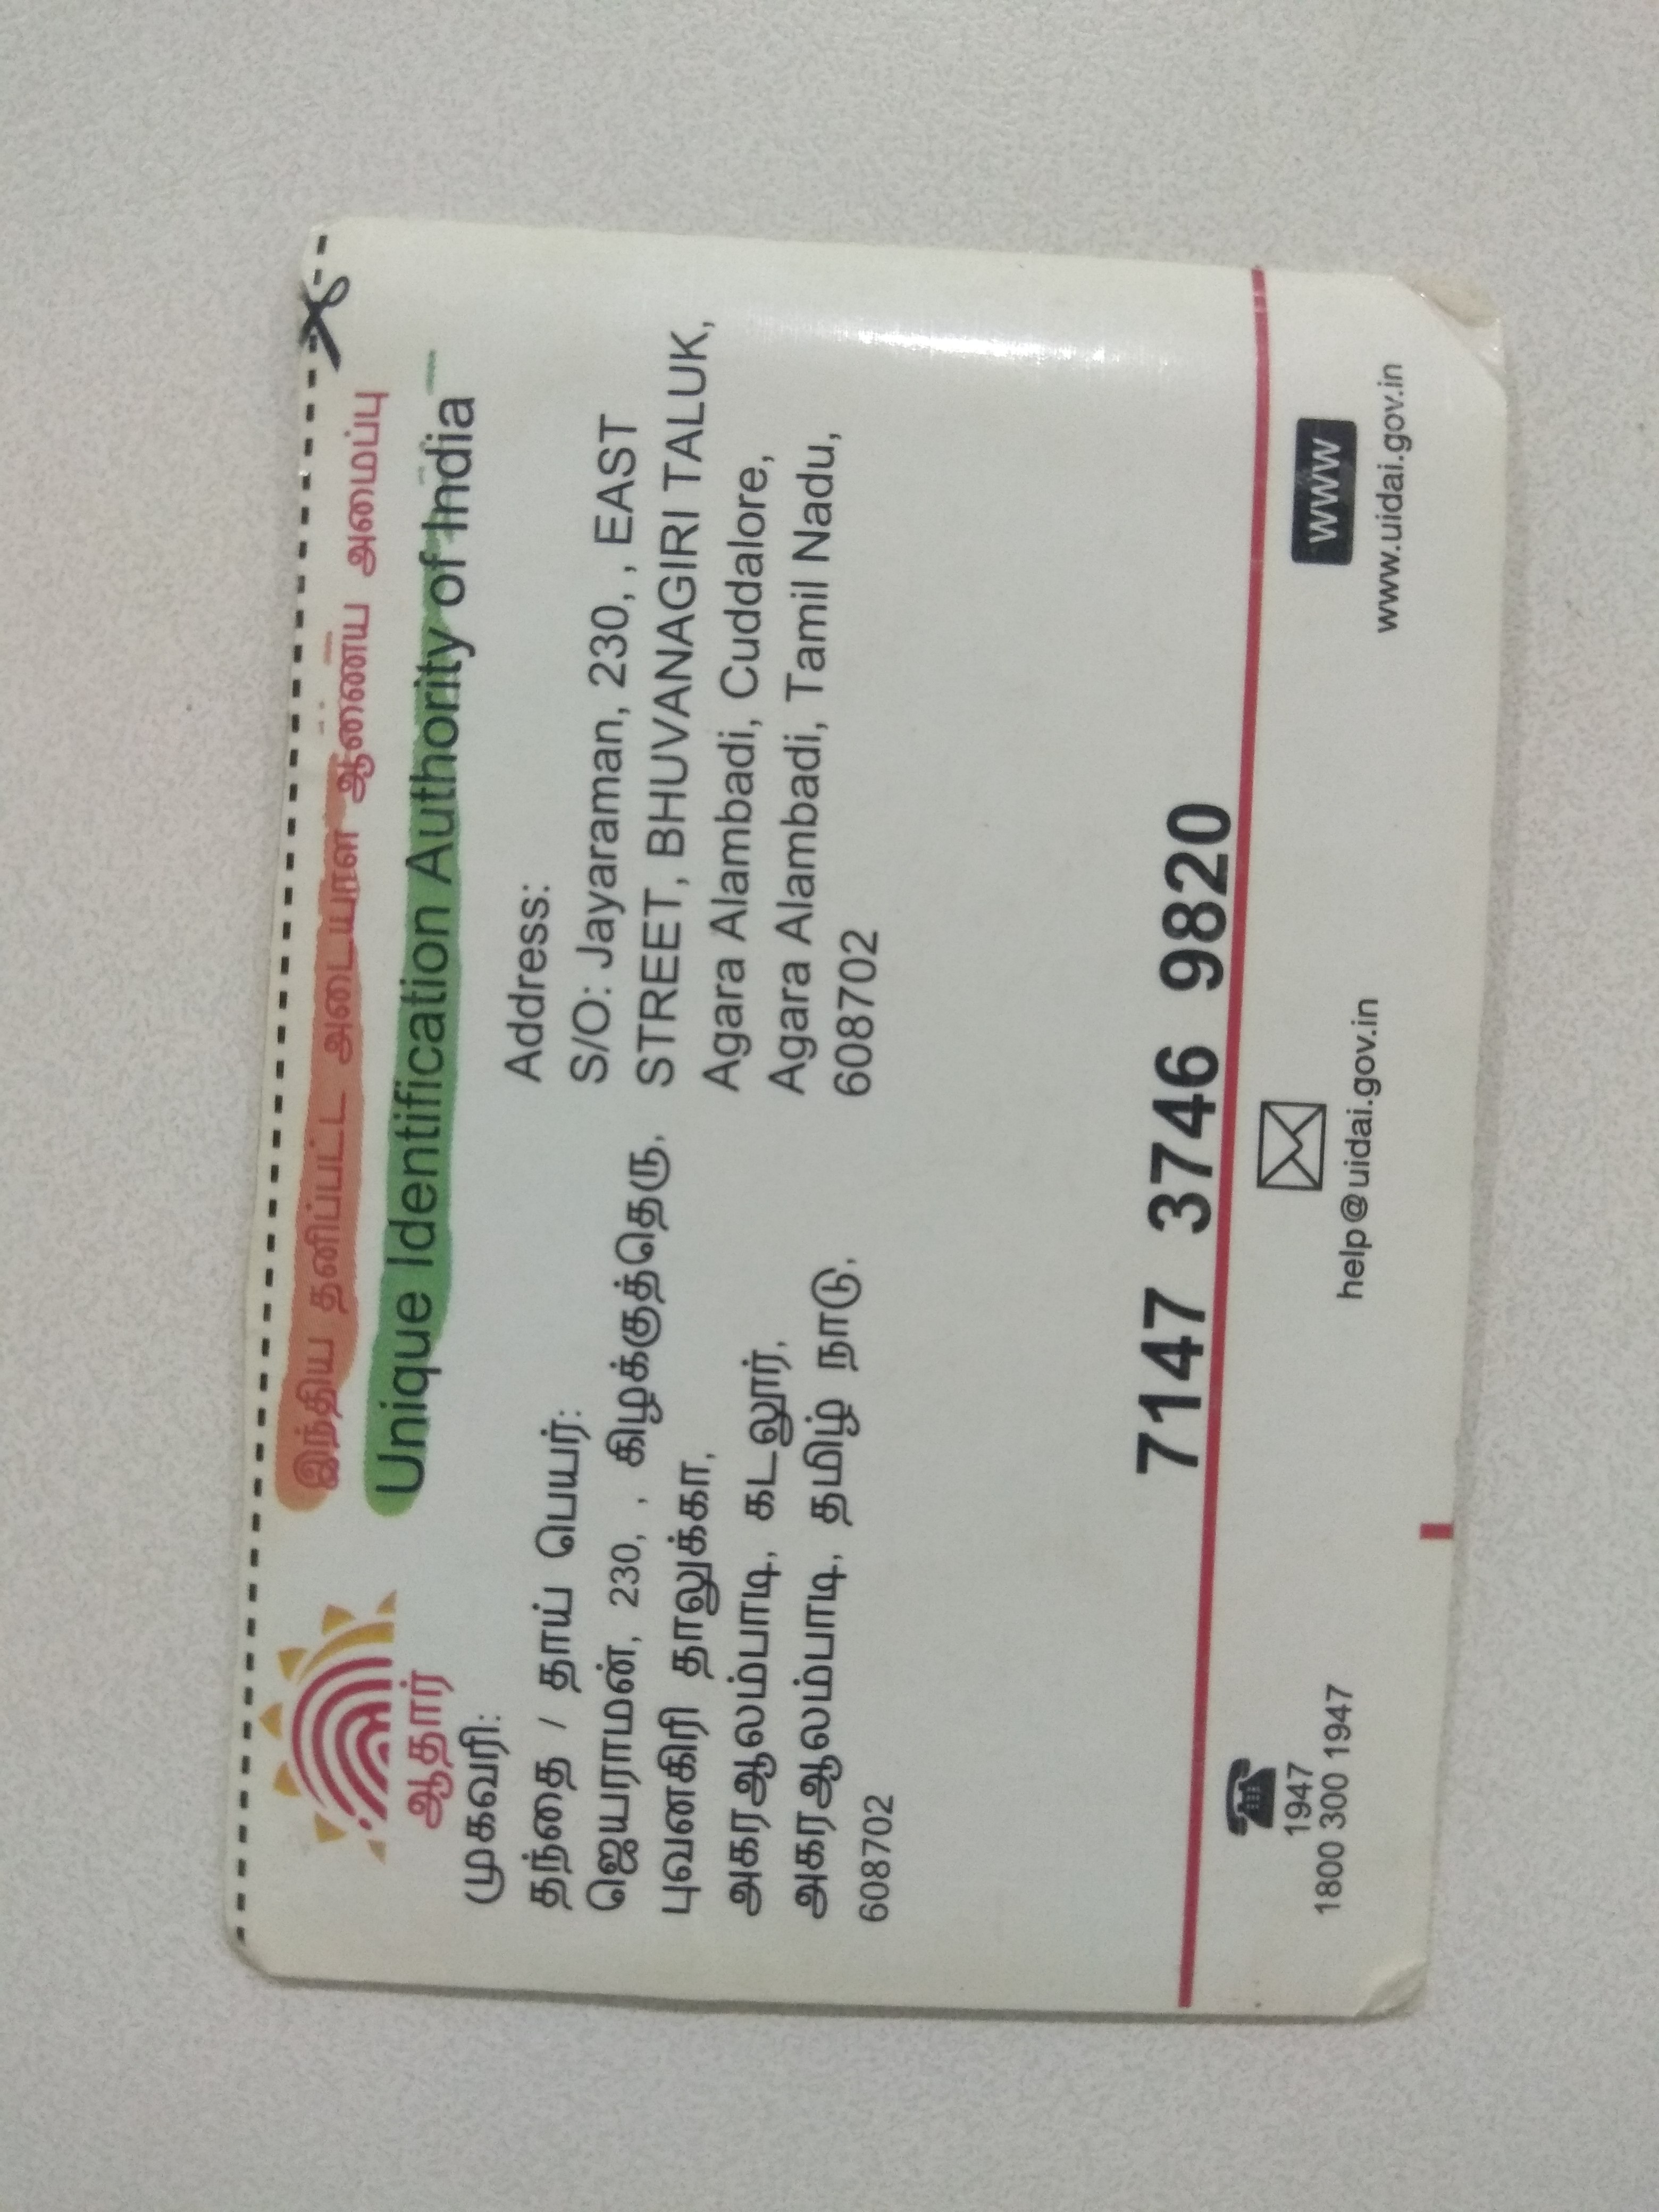 இந்திய தனிப்பட்ட அடையாள ஆணைய அமைப்பு
Unique Identification Authority of India
ஆதார்
முகவரி:
தந்தை / தாய் பெயர்:
ஜெயராமன், 230, , கிழக்குத்தெரு,
புவனகிரி தாலுக்கா,
அகரஆலம்பாடி, கடலூர்,
அகரஆலம்பாடி, தமிழ் நாடு,
608702
Address:
S/O: Jayaraman, 230, , EAST
STREET, BHUVANAGIRI TALUK,
Agara Alambadi, Cuddalore,
Agara Alambadi, Tamil Nadu,
608702
7147 3746 9820
1947
1800 300 1947
help@uidai.gov.in
WWW
www.uidai.gov.in